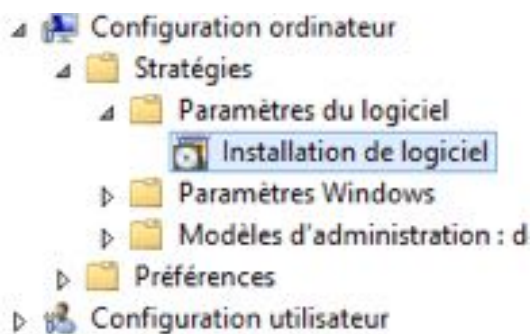 Configuration ordinateur
Stratégies
Paramètres du logiciel
Installation de logiciel
Paramètres Windows
Modèles d'administration : d
Préférences
Configuration utilisateur